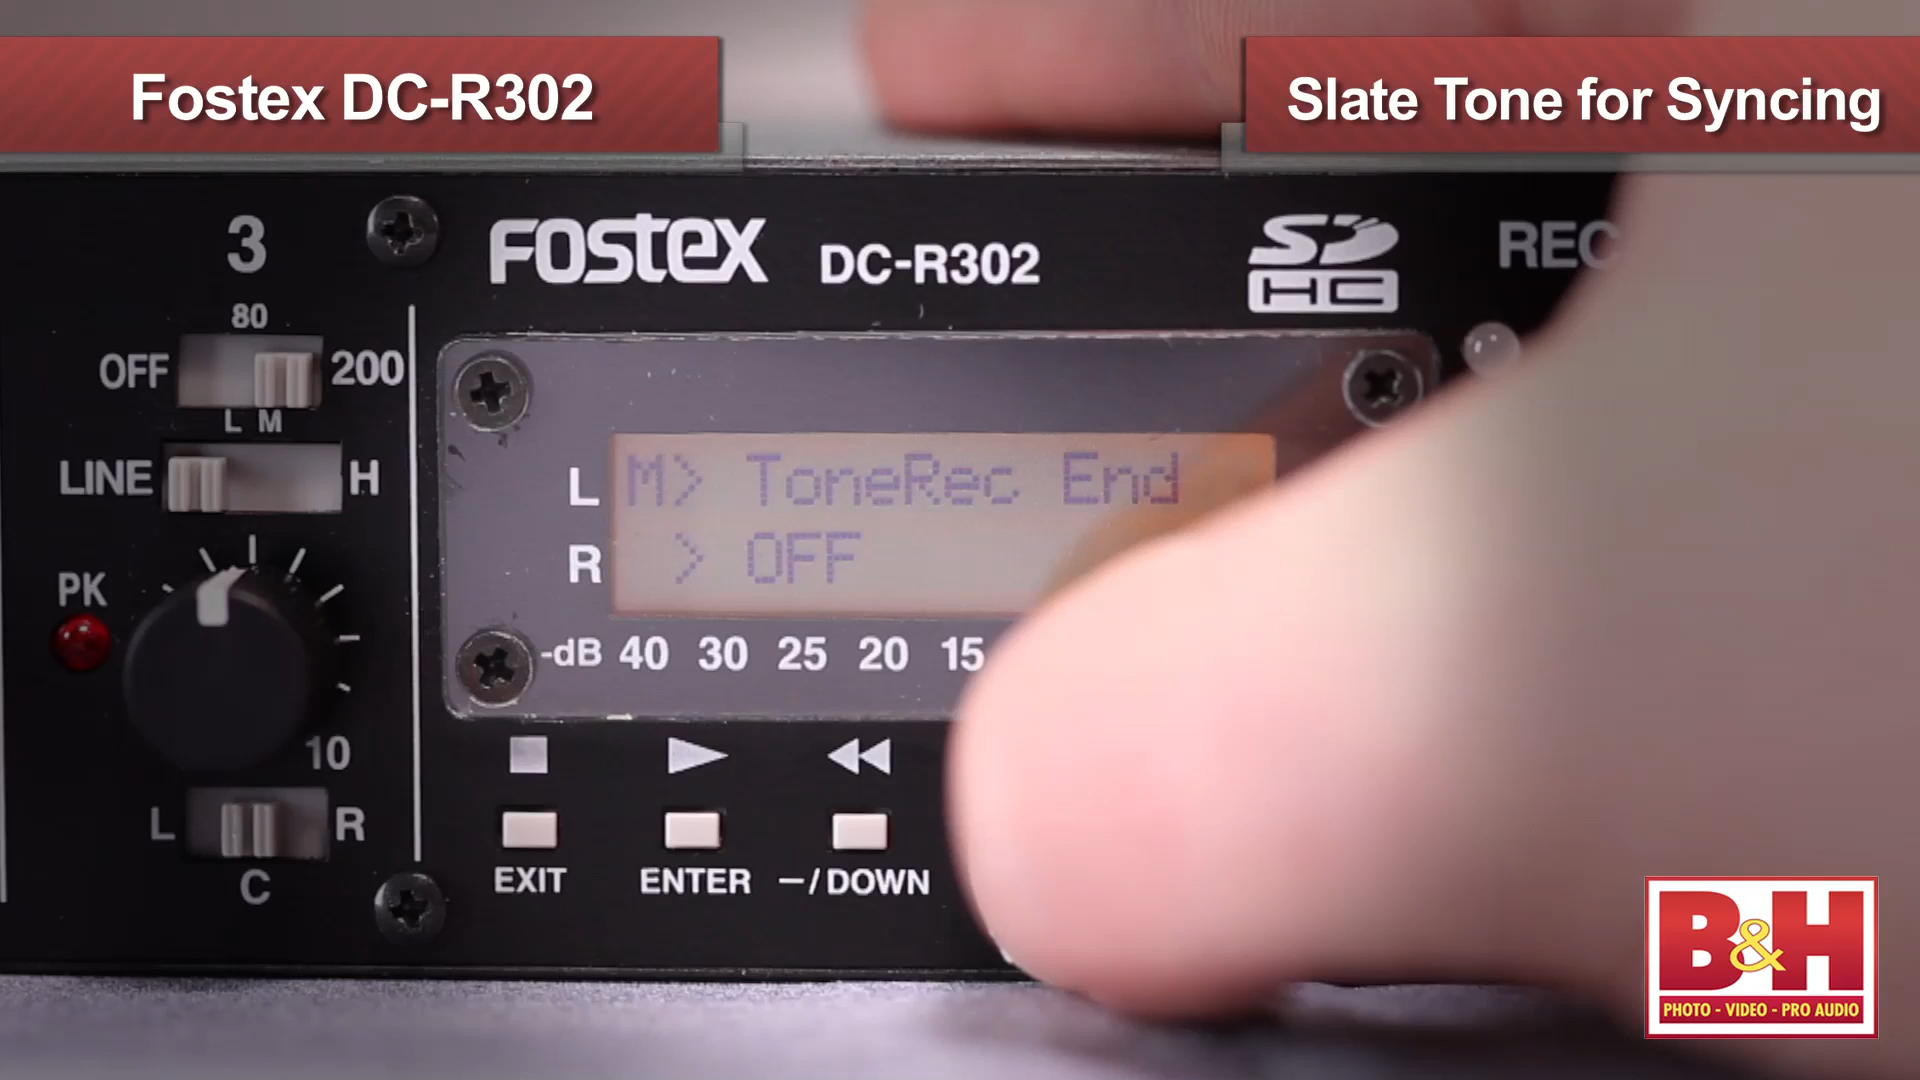 Fostex DC-R302
Slate Tone for Syncing
3
FOSTEX DC-R302
SD
HC
REC
80
OFF 200
L M
LINE H
L M> ToneRec End
R > OFF
PK
-dB 40 30 25 20 15
10
L R
C
EXIT ENTER –/DOWN
B&H
PHOTO - VIDEO - PRO AUDIO